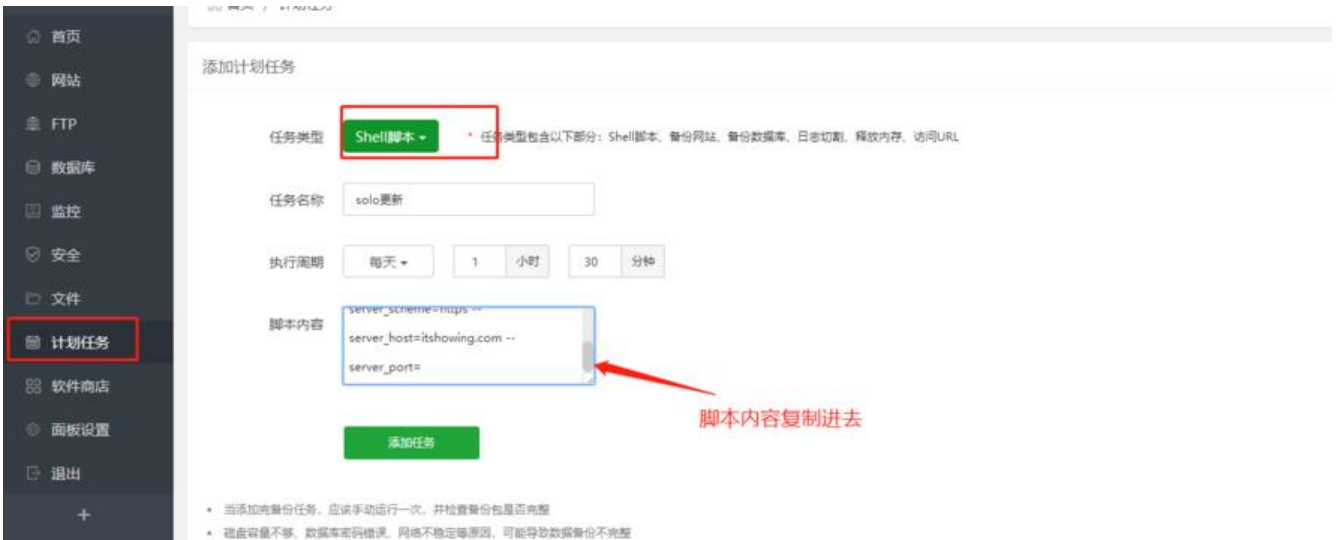 首页
网站
FTP
数据库
监控
安全
文件
计划任务
软件商店
面板设置
退出
+
添加计划任务
任务类型 Shell脚本 * 任务类型包含以下部分：Shell脚本、备份网站、备份数据库、日志切割、释放内存、访问URL
任务名称 solo更新
执行周期 每天 1 小时 30 分钟
脚本内容 server_scheme=https --
server_host=itshowing.com --
server_port=
脚本内容复制进去
添加任务
当添加完备份任务，应该手动运行一次，并检查备份包是否完整
磁盘容量不够、数据库密码错误、网络不稳定等原因，可能导致数据备份不完整